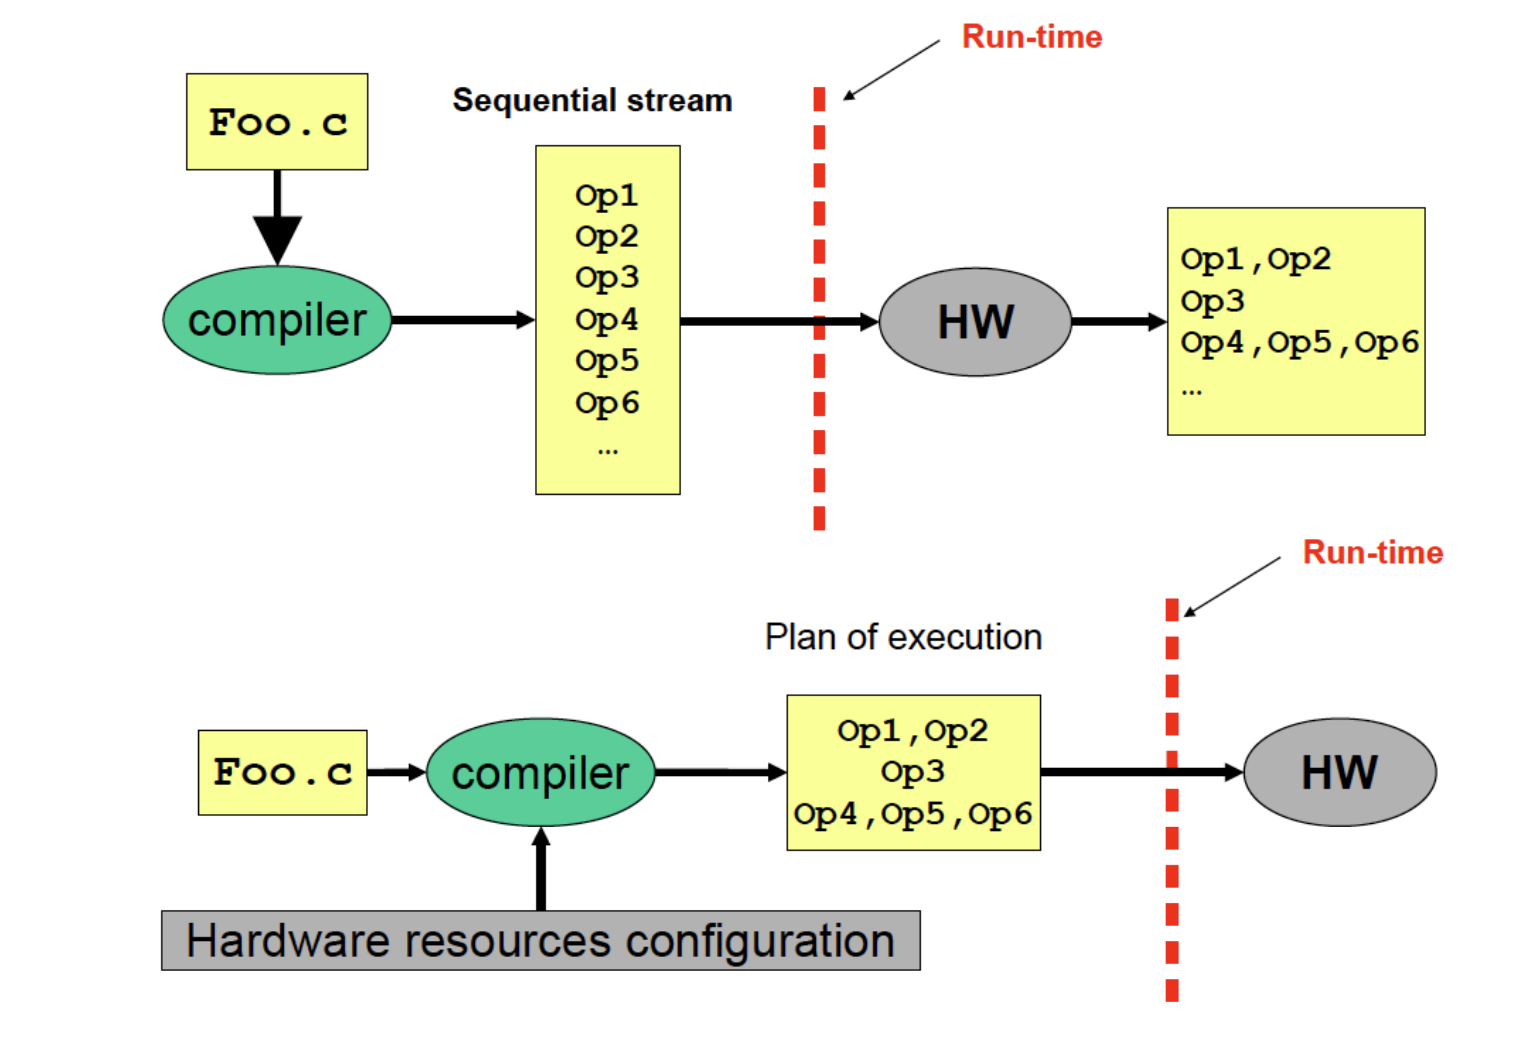 Run-time
Sequential stream
Foo.c
Op1
Op2
Op3
Op4
Op5
Op6
…
compiler
HW
Op1,Op2
Op3
Op4,Op5,Op6
…
Run-time
Plan of execution
Foo.c
compiler
Op1,Op2
Op3
Op4,Op5,Op6
HW
Hardware resources configuration